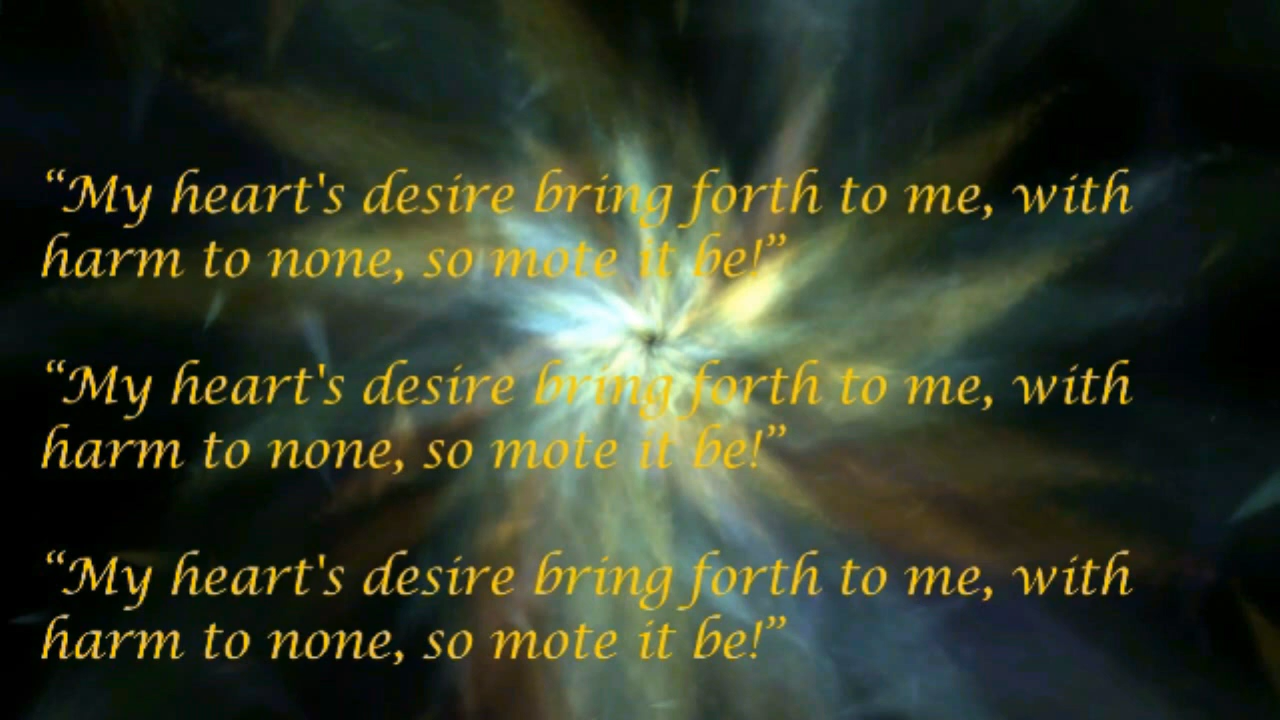 “My heart's desire bring forth to me, with
harm to none, so mote it be!”
“My heart's desire bring forth to me, with
harm to none, so mote it be!”
“My heart's desire bring forth to me, with
harm to none, so mote it be!”